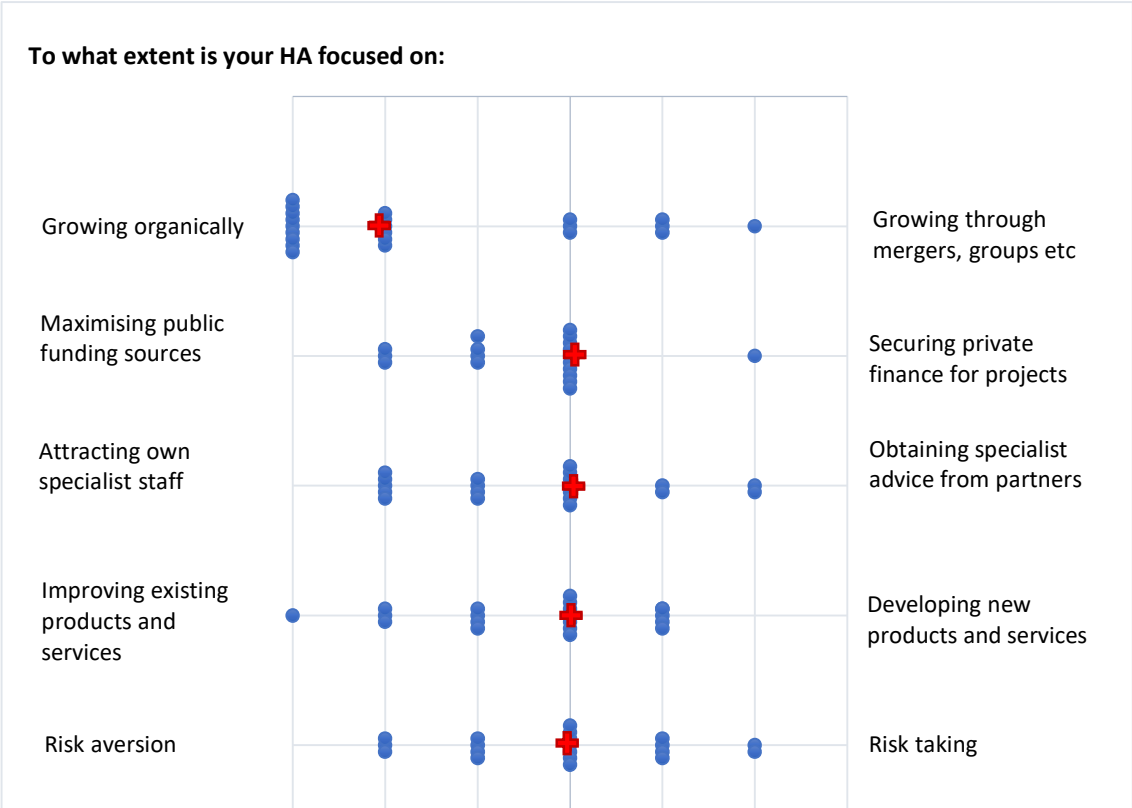 To what extent is your HA focused on:
Growing organically
Growing through
mergers, groups etc
Maximising public
funding sources
Securing private
finance for projects
Attracting own
specialist staff
Obtaining specialist
advice from partners
Improving existing
products and
services
Developing new
products and services
Risk aversion
Risk taking